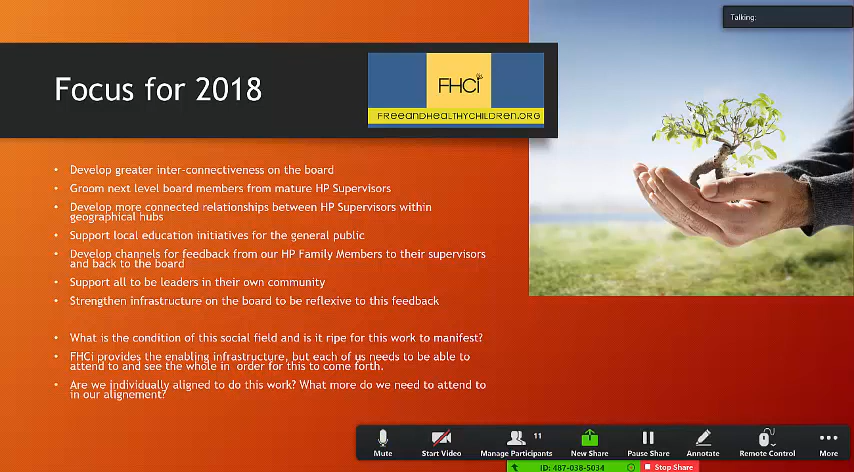 Talking:
Focus for 2018
FHCi
FREEANDHEALTHYCHILDREN.ORG
• Develop greater inter-connectiveness on the board
• Groom next level board members from mature HP Supervisors
• Develop more connected relationships between HP Supervisors within
geographical hubs
• Support local education initiatives for the general public
• Develop channels for feedback from our HP Family Members to their supervisors
and back to the board
• Support all to be leaders in their own community
• Strengthen infrastructure on the board to be reflexive to this feedback
• What is the condition of this social field and is it ripe for this work to manifest?
• FHCi provides the enabling infrastructure, but each of us needs to be able to
attend to and see the whole in order for this to come forth.
• Are we individually aligned to do this work? What more do we need to attend to
in our alignement?
11
Mute Start Video Manage Participants New Share Pause Share Annotate Remote Control More
ID: 487-038-5034 Stop Share